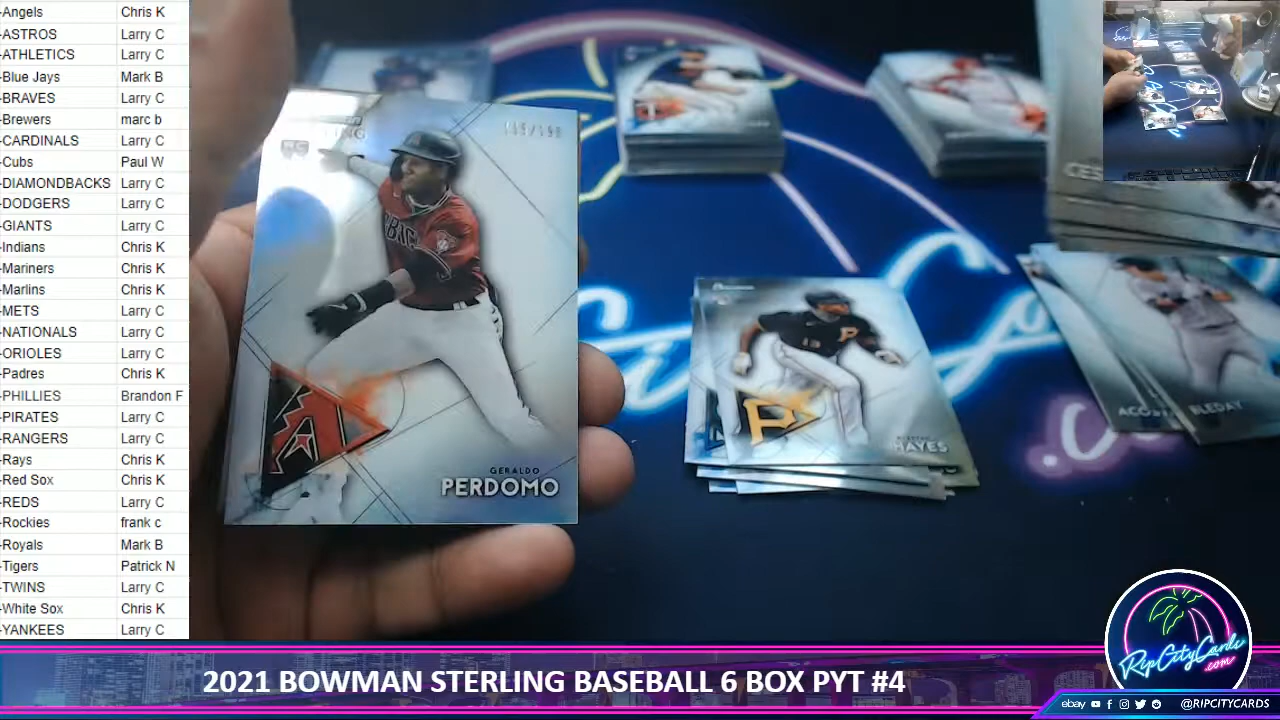 -Angels Chris K
-ASTROS Larry C
-ATHLETICS Larry C
-Blue Jays Mark B
-BRAVES Larry C
-Brewers marc b
-CARDINALS Larry C
-Cubs Paul W
-DIAMONDBACKS Larry C
-DODGERS Larry C
-GIANTS Larry C
-Indians Chris K
-Mariners Chris K
-Marlins Chris K
-METS Larry C
-NATIONALS Larry C
-ORIOLES Larry C
-Padres Chris K
-PHILLIES Brandon F
-PIRATES Larry C
-RANGERS Larry C
-Rays Chris K
-Red Sox Chris K
-REDS Larry C
-Rockies frank c
-Royals Mark B
-Tigers Patrick N
-TWINS Larry C
-White Sox Chris K
-YANKEES Larry C
RC
GERALDO
PERDOMO
P
HAYES
BLEDAY
2021 BOWMAN STERLING BASEBALL 6 BOX PYT #4
RipCityCards
.com
ebay
@RIPCITYCARDS